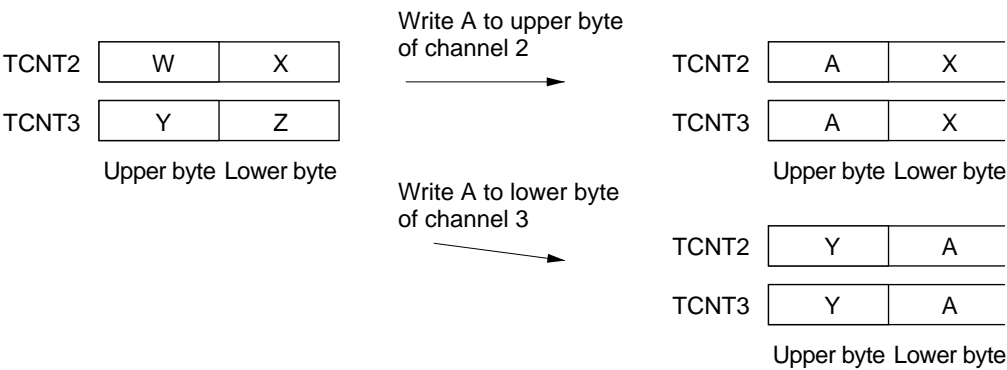 Write A to upper byte
of channel 2
TCNT2 W X
TCNT3 Y Z
Upper byte Lower byte
TCNT2 A X
TCNT3 A X
Upper byte Lower byte
Write A to lower byte
of channel 3
TCNT2 Y A
TCNT3 Y A
Upper byte Lower byte